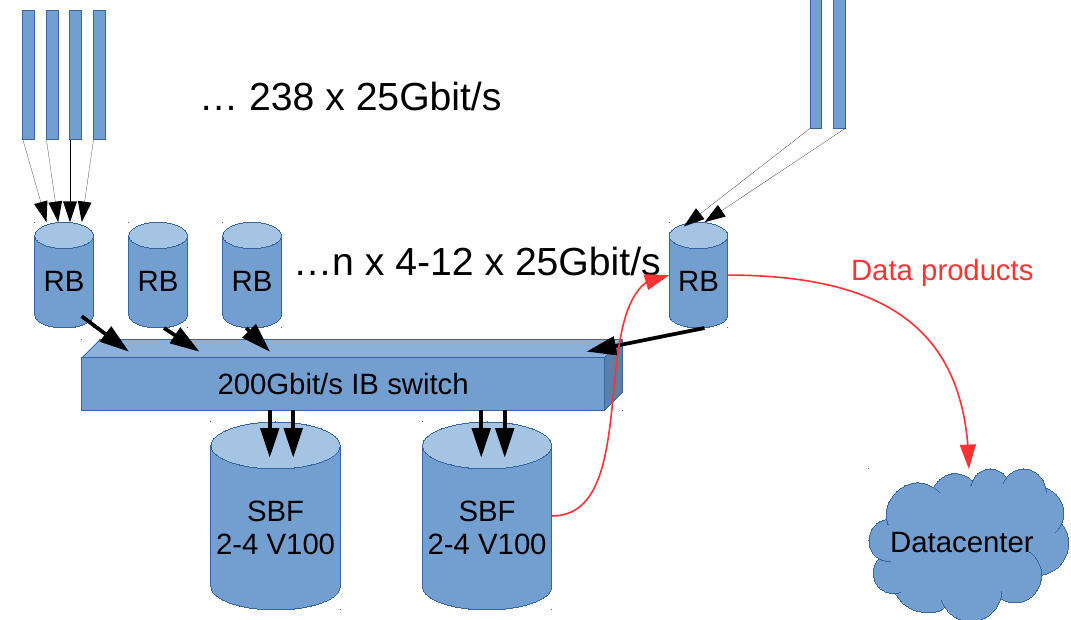 … 238 x 25Gbit/s
RB
RB
RB
…n x 4-12 x 25Gbit/s
RB
Data products
200Gbit/s IB switch
SBF
2-4 V100
SBF
2-4 V100
Datacenter